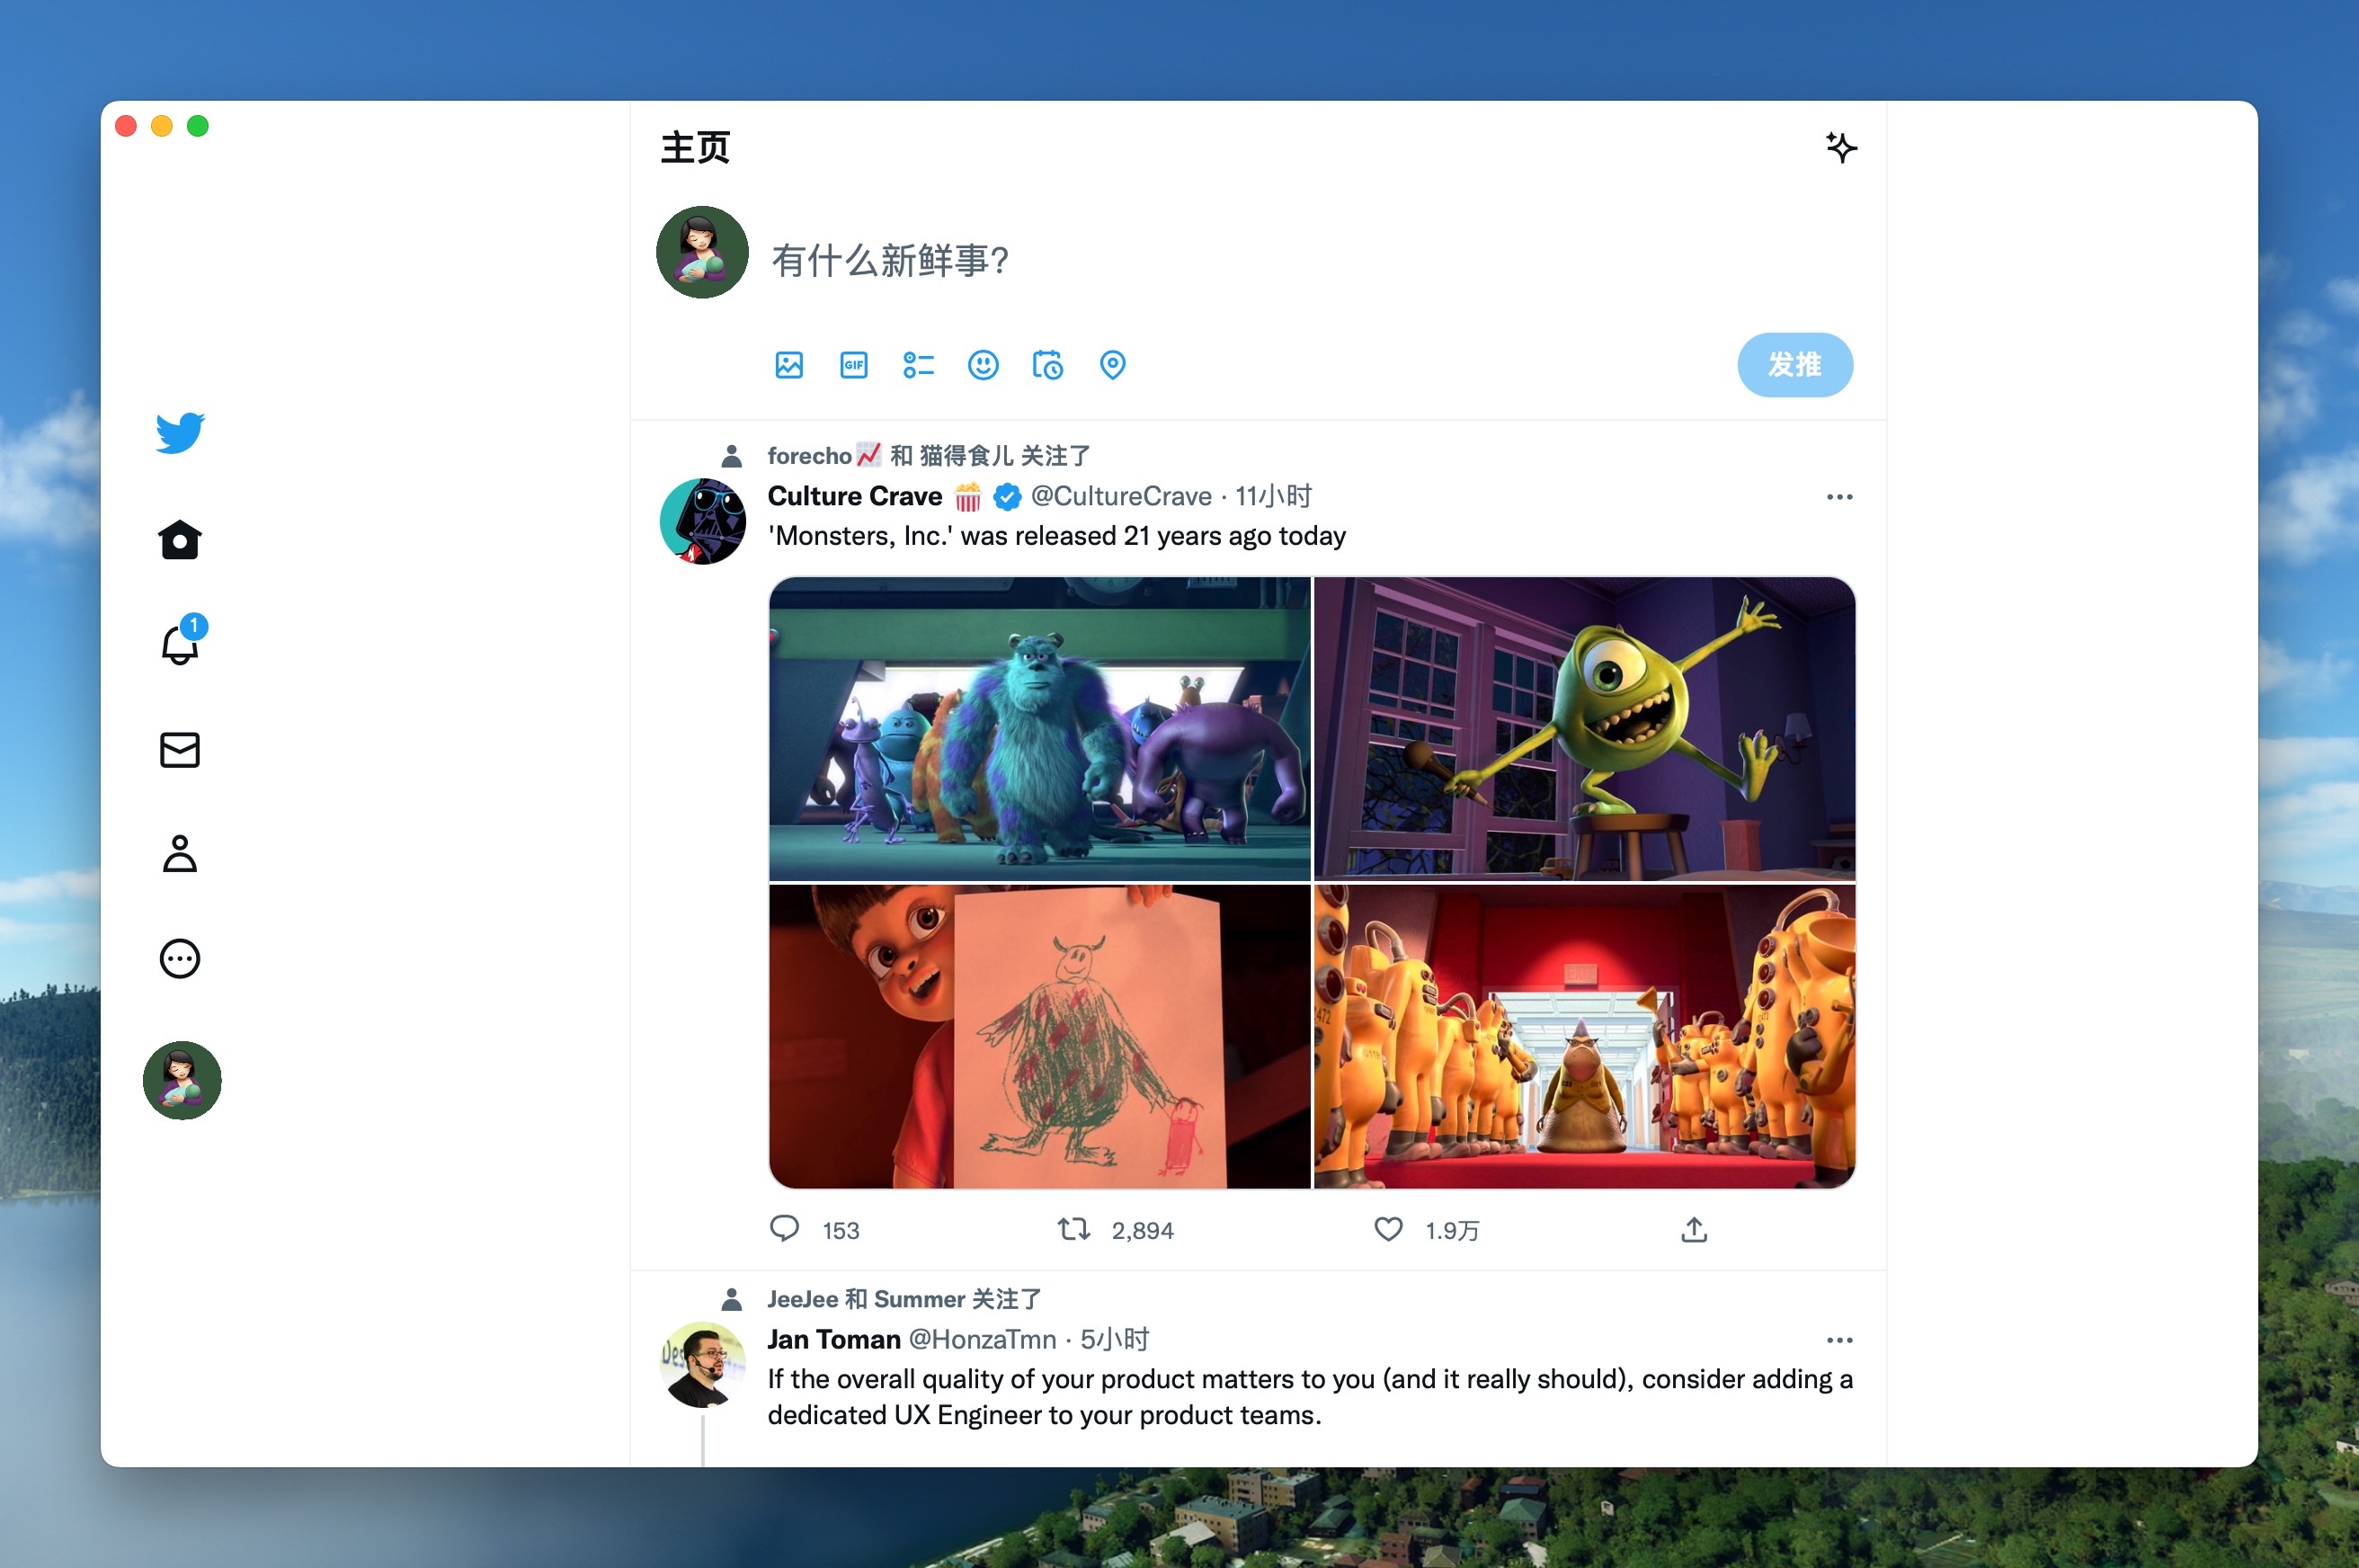 主页
有什么新鲜事?
GIF
发推
1
forecho📈 和 猫得食儿 关注了
Culture Crave 🍿 @CultureCrave · 11小时
'Monsters, Inc.' was released 21 years ago today
EXIT
153
2,894
1.9万
JeeJee 和 Summer 关注了
Jan Toman @HonzaTmn · 5小时
If the overall quality of your product matters to you (and it really should), consider adding a
dedicated UX Engineer to your product teams.